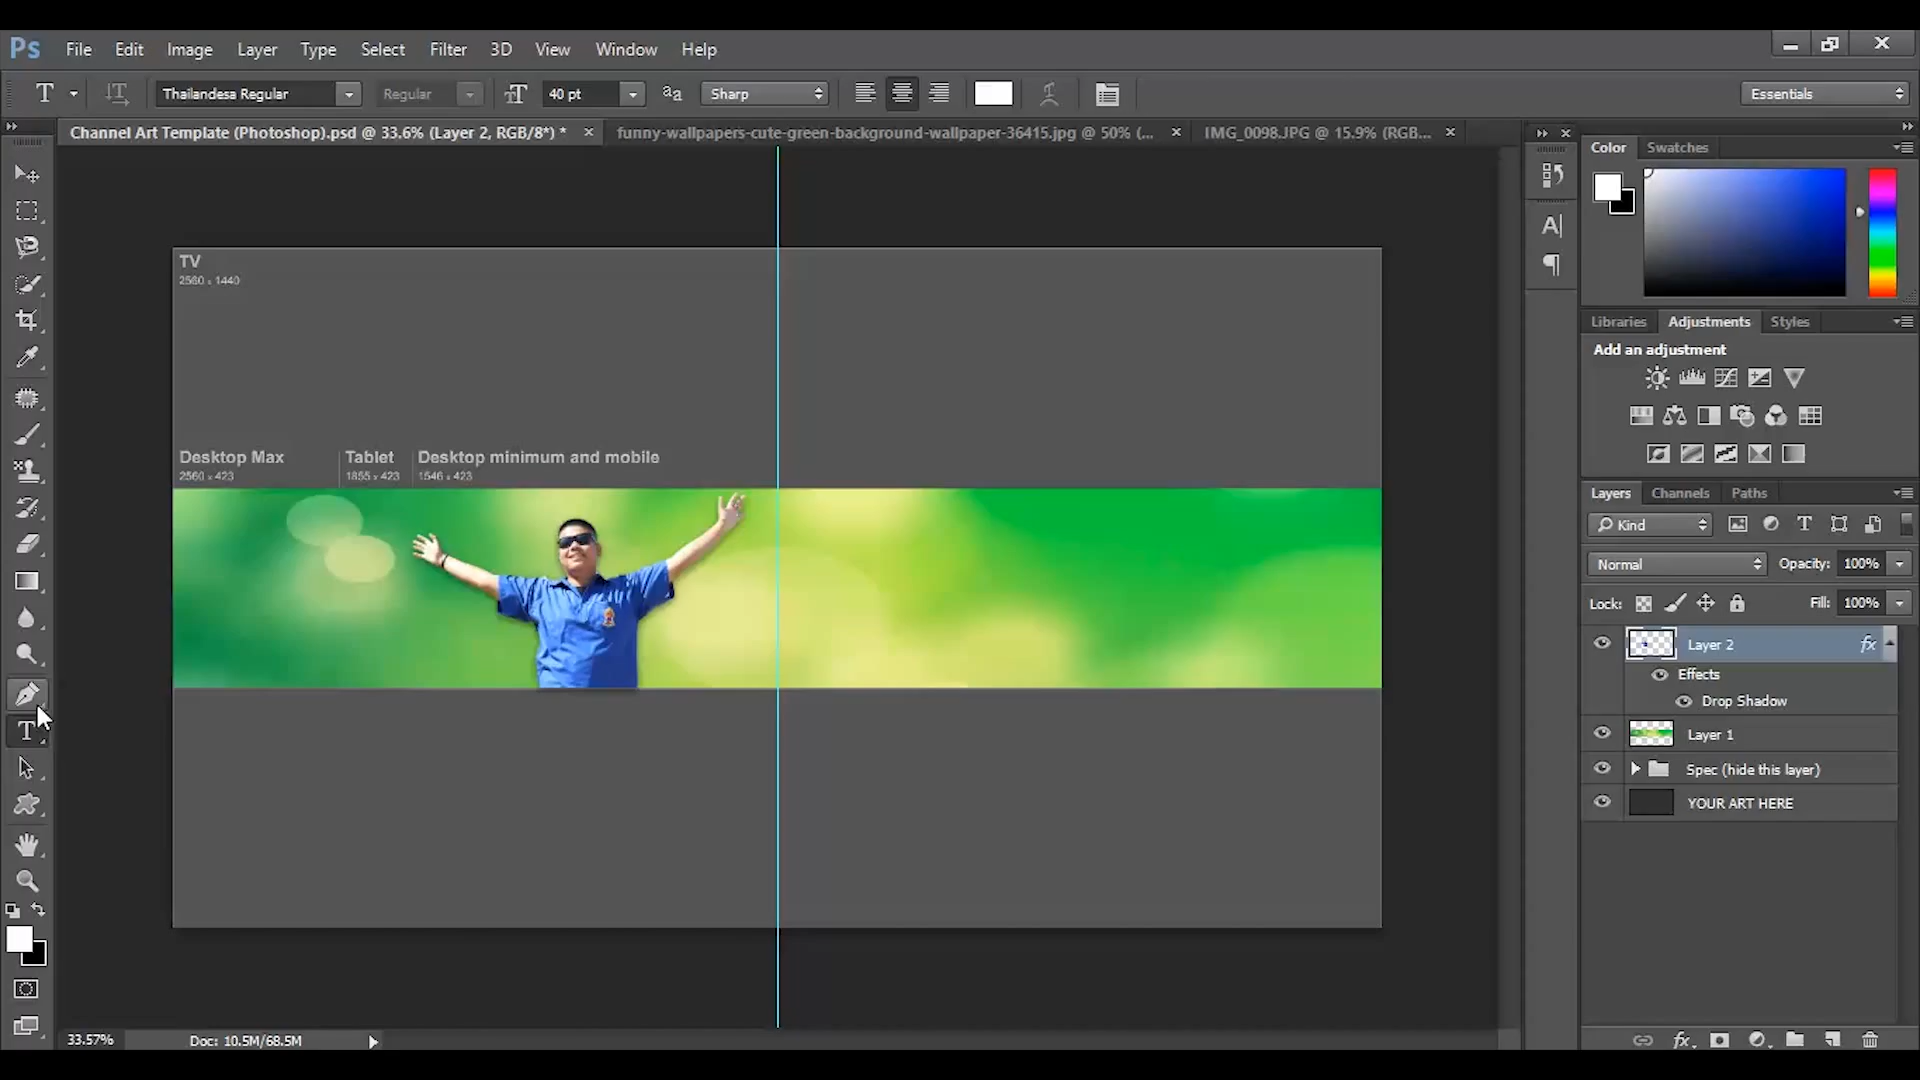 Ps File Edit Image Layer Type Select Filter 3D View Window Help
T Thailandesa Regular Regular 40 pt Sharp Essentials
Channel Art Template (Photoshop).psd @ 33.6% (Layer 2, RGB/8*) * funny-wallpapers-cute-green-background-wallpaper-36415.jpg @ 50% (... IMG_0098.JPG @ 15.9% (RGB...
Color Swatches
TV
2560 x 1440
Libraries Adjustments Styles
Add an adjustment
Desktop Max Tablet Desktop minimum and mobile
2560 x 423 1855 x 423 1546 x 423
Layers Channels Paths
Kind
Normal Opacity: 100%
Lock: Fill: 100%
Layer 2 fx
Effects
Drop Shadow
Layer 1
Spec (hide this layer)
YOUR ART HERE
33.57% Doc: 10.5M/68.5M
fx